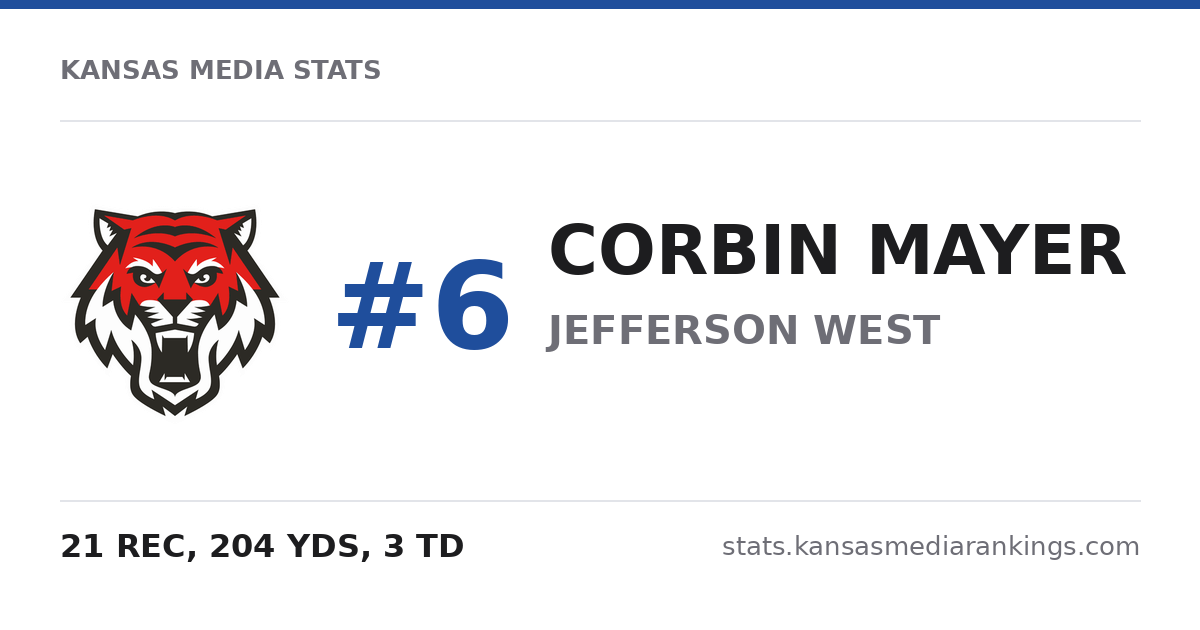 KANSAS MEDIA STATS
#6
CORBIN MAYER
JEFFERSON WEST
21 REC, 204 YDS, 3 TD
stats.kansasmediarankings.com